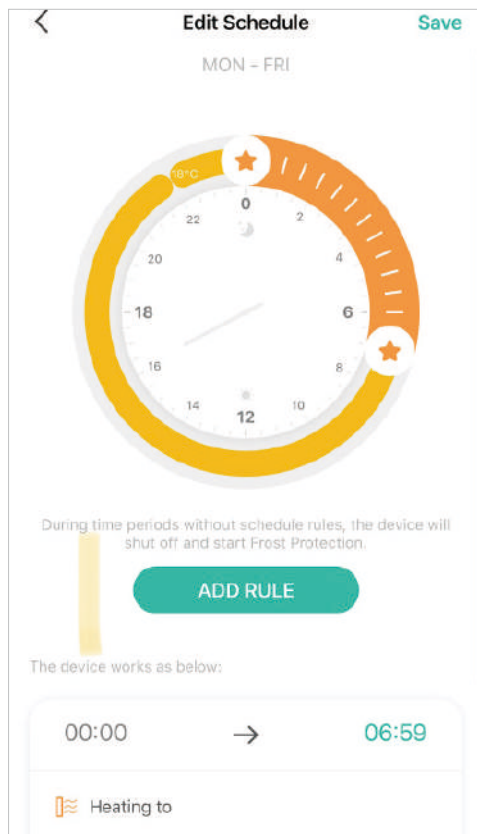 Edit Schedule Save
MON - FRI
18°C
0
2
4
6
8
10
12
14
16
18
20
22
During time periods without schedule rules, the device will
shut off and start Frost Protection.
ADD RULE
The device works as below:
00:00 → 06:59
Heating to